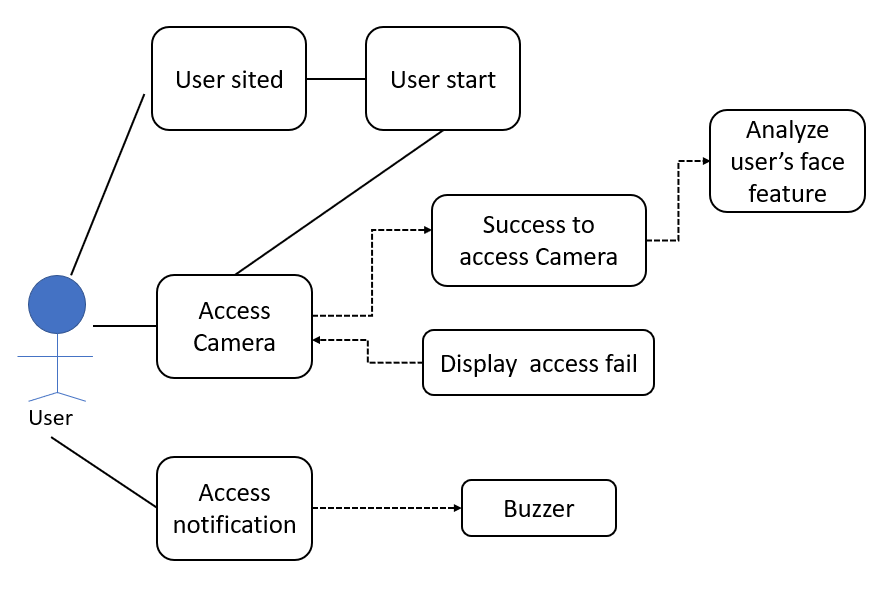 User sited
User start
Analyze
user's face
feature
Success to
access Camera
Access
Camera
Display  access fail
User
Access
notification
Buzzer